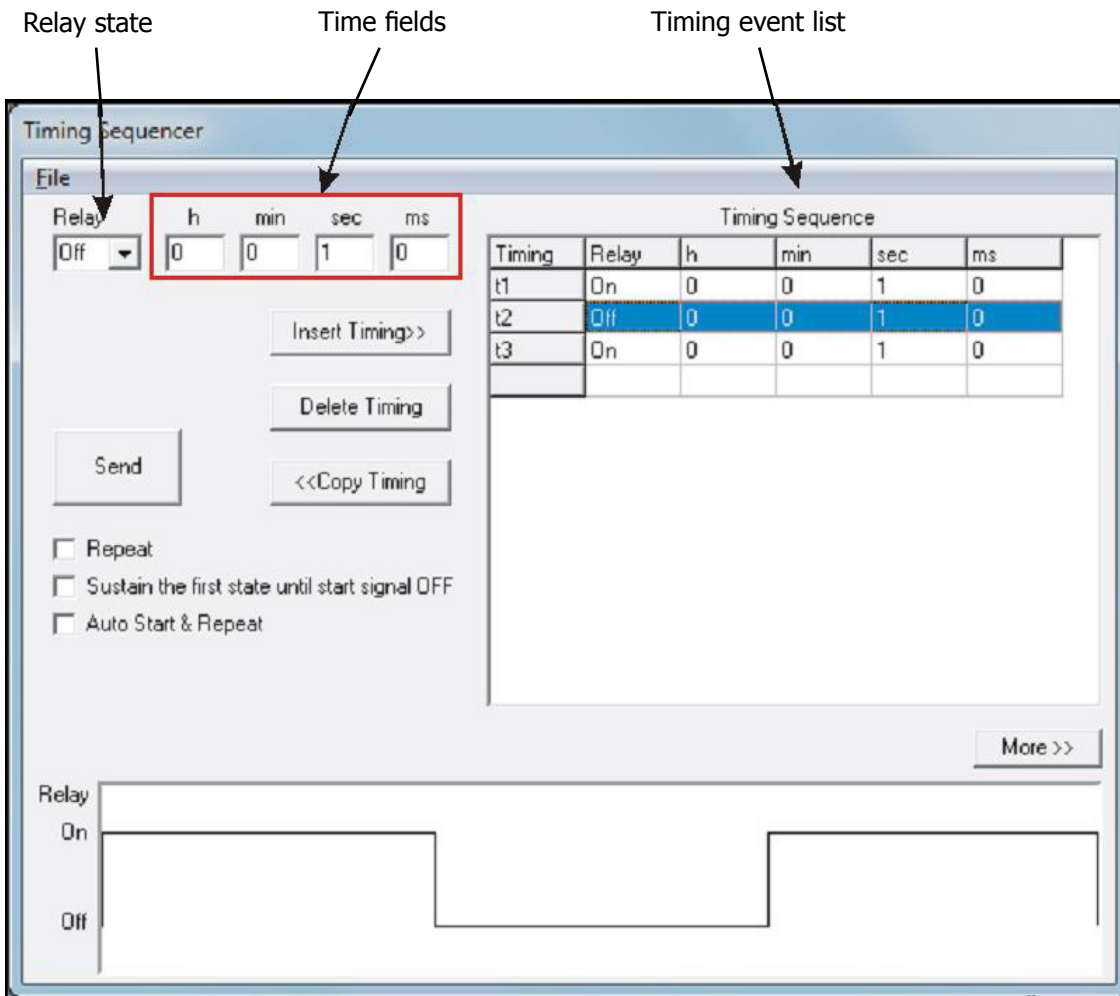 Relay state Time fields Timing event list
Timing Sequencer
File
Relay h min sec ms Timing Sequence
Off 0 0 1 0
Timing Relay h min sec ms
t1 On 0 0 1 0
t2 Off 0 0 1 0
t3 On 0 0 1 0
Insert Timing>>
Delete Timing
Send
<<Copy Timing
Repeat
Sustain the first state until start signal OFF
Auto Start & Repeat
More >>
Relay
On
Off